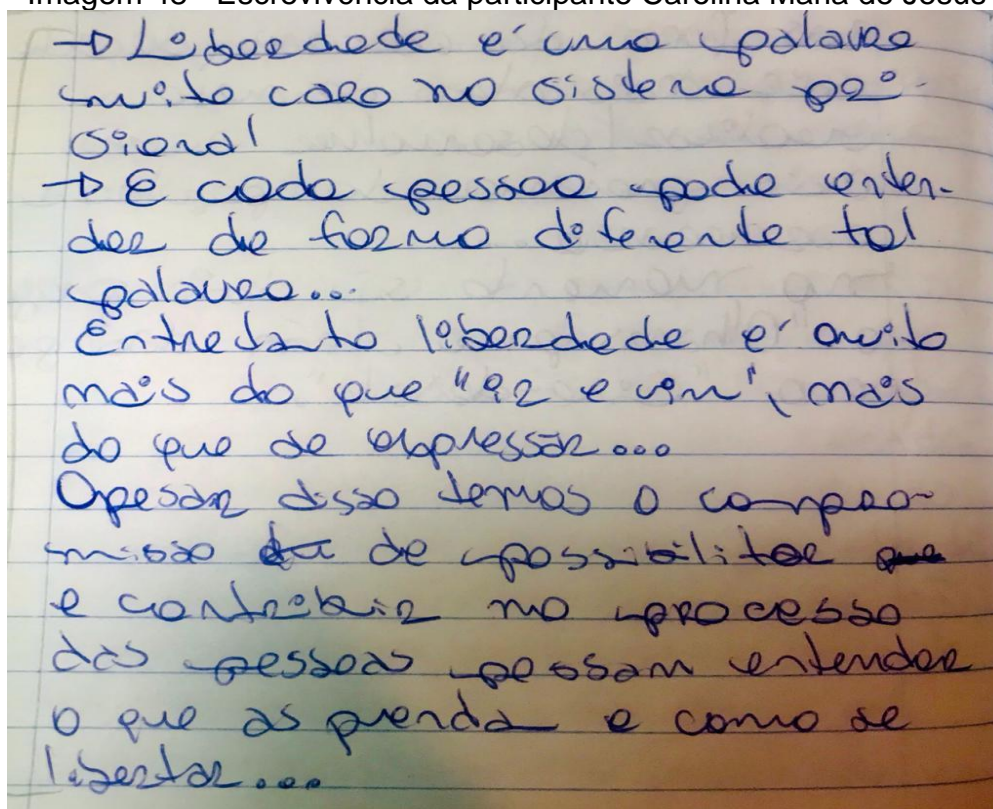 Imagem 48 - Escrevivência da participante Carolina Maria de Jesus
→ Liberdade é uma palavra
muito cara no sistema pri-
sional
→ E cada pessoa pode enten-
der de forma diferente tal
palavra...
Entretanto liberdade é muito
mais do que "ir e vim", mais
do que se expressar...
Apesar disso temos o compro-
misso de possibilitar
e contribuir no processo
das pessoas possam entender
o que as prenda e como se
libertar...